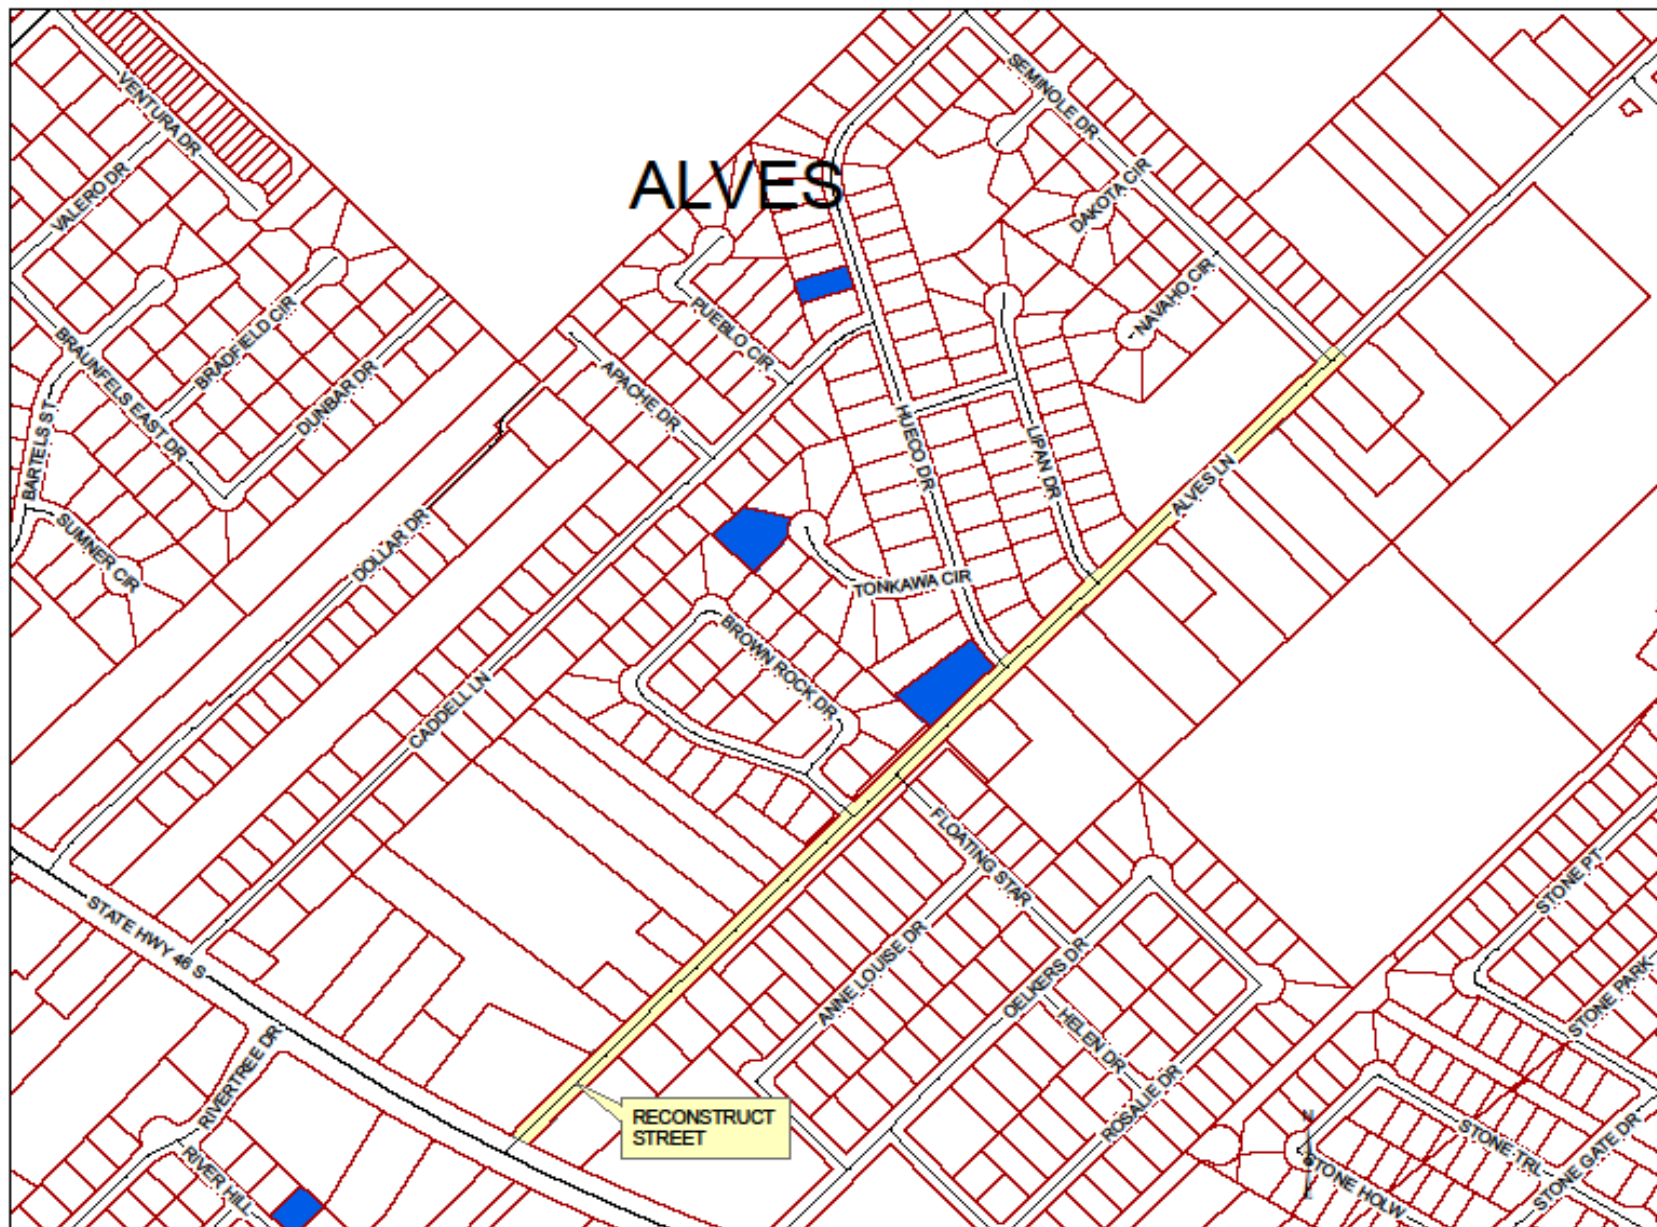 SEMINOLE DR
VENTURA DR
VALERO DR
ALVES
DAKOTA CIR
NAVAHO CIR
PUEBLO CIR
BRADFIELD CIR
BRAUNFELS EAST DR
DUNBAR DR
APACHE DR
BARTELS ST
HUECO DR
LIPAN DR
ALVES LN
SUMNER CIR
DOLLAR DR
TONKAWA CIR
BROWN ROCK DR
CADDELL LN
FLOATING STAR
STONE PT
STATE HWY 46 S
ANNE LOUISE DR
OELKERS DR
STONE PARK
HELEN DR
RIVERTREE DR
ROSALIE DR
RECONSTRUCT
STREET
N
STONE TRL
STONE GATE DR
RIVER HILL
STONE HOLW